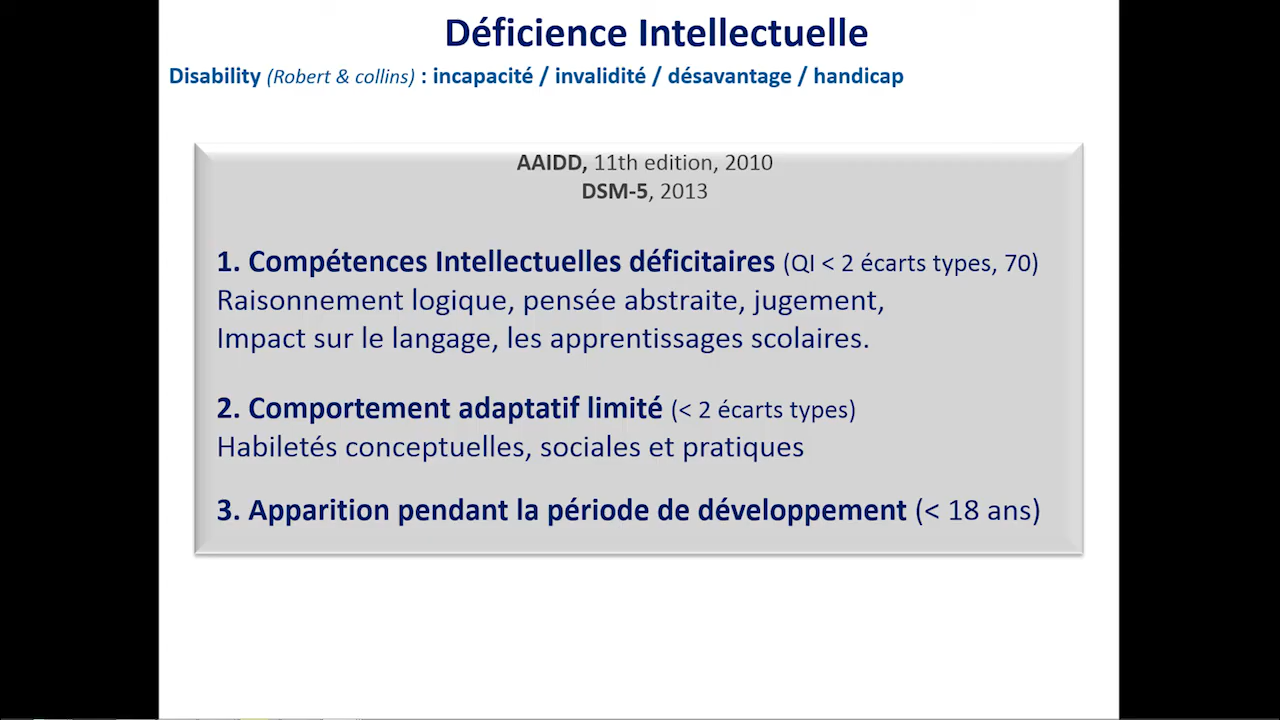 Déficience Intellectuelle
Disability (Robert & collins) : incapacité / invalidité / désavantage / handicap
AAIDD, 11th edition, 2010
DSM-5, 2013
1. Compétences Intellectuelles déficitaires (QI < 2 écarts types, 70)
Raisonnement logique, pensée abstraite, jugement,
Impact sur le langage, les apprentissages scolaires.
2. Comportement adaptatif limité (< 2 écarts types)
Habiletés conceptuelles, sociales et pratiques
3. Apparition pendant la période de développement (< 18 ans)